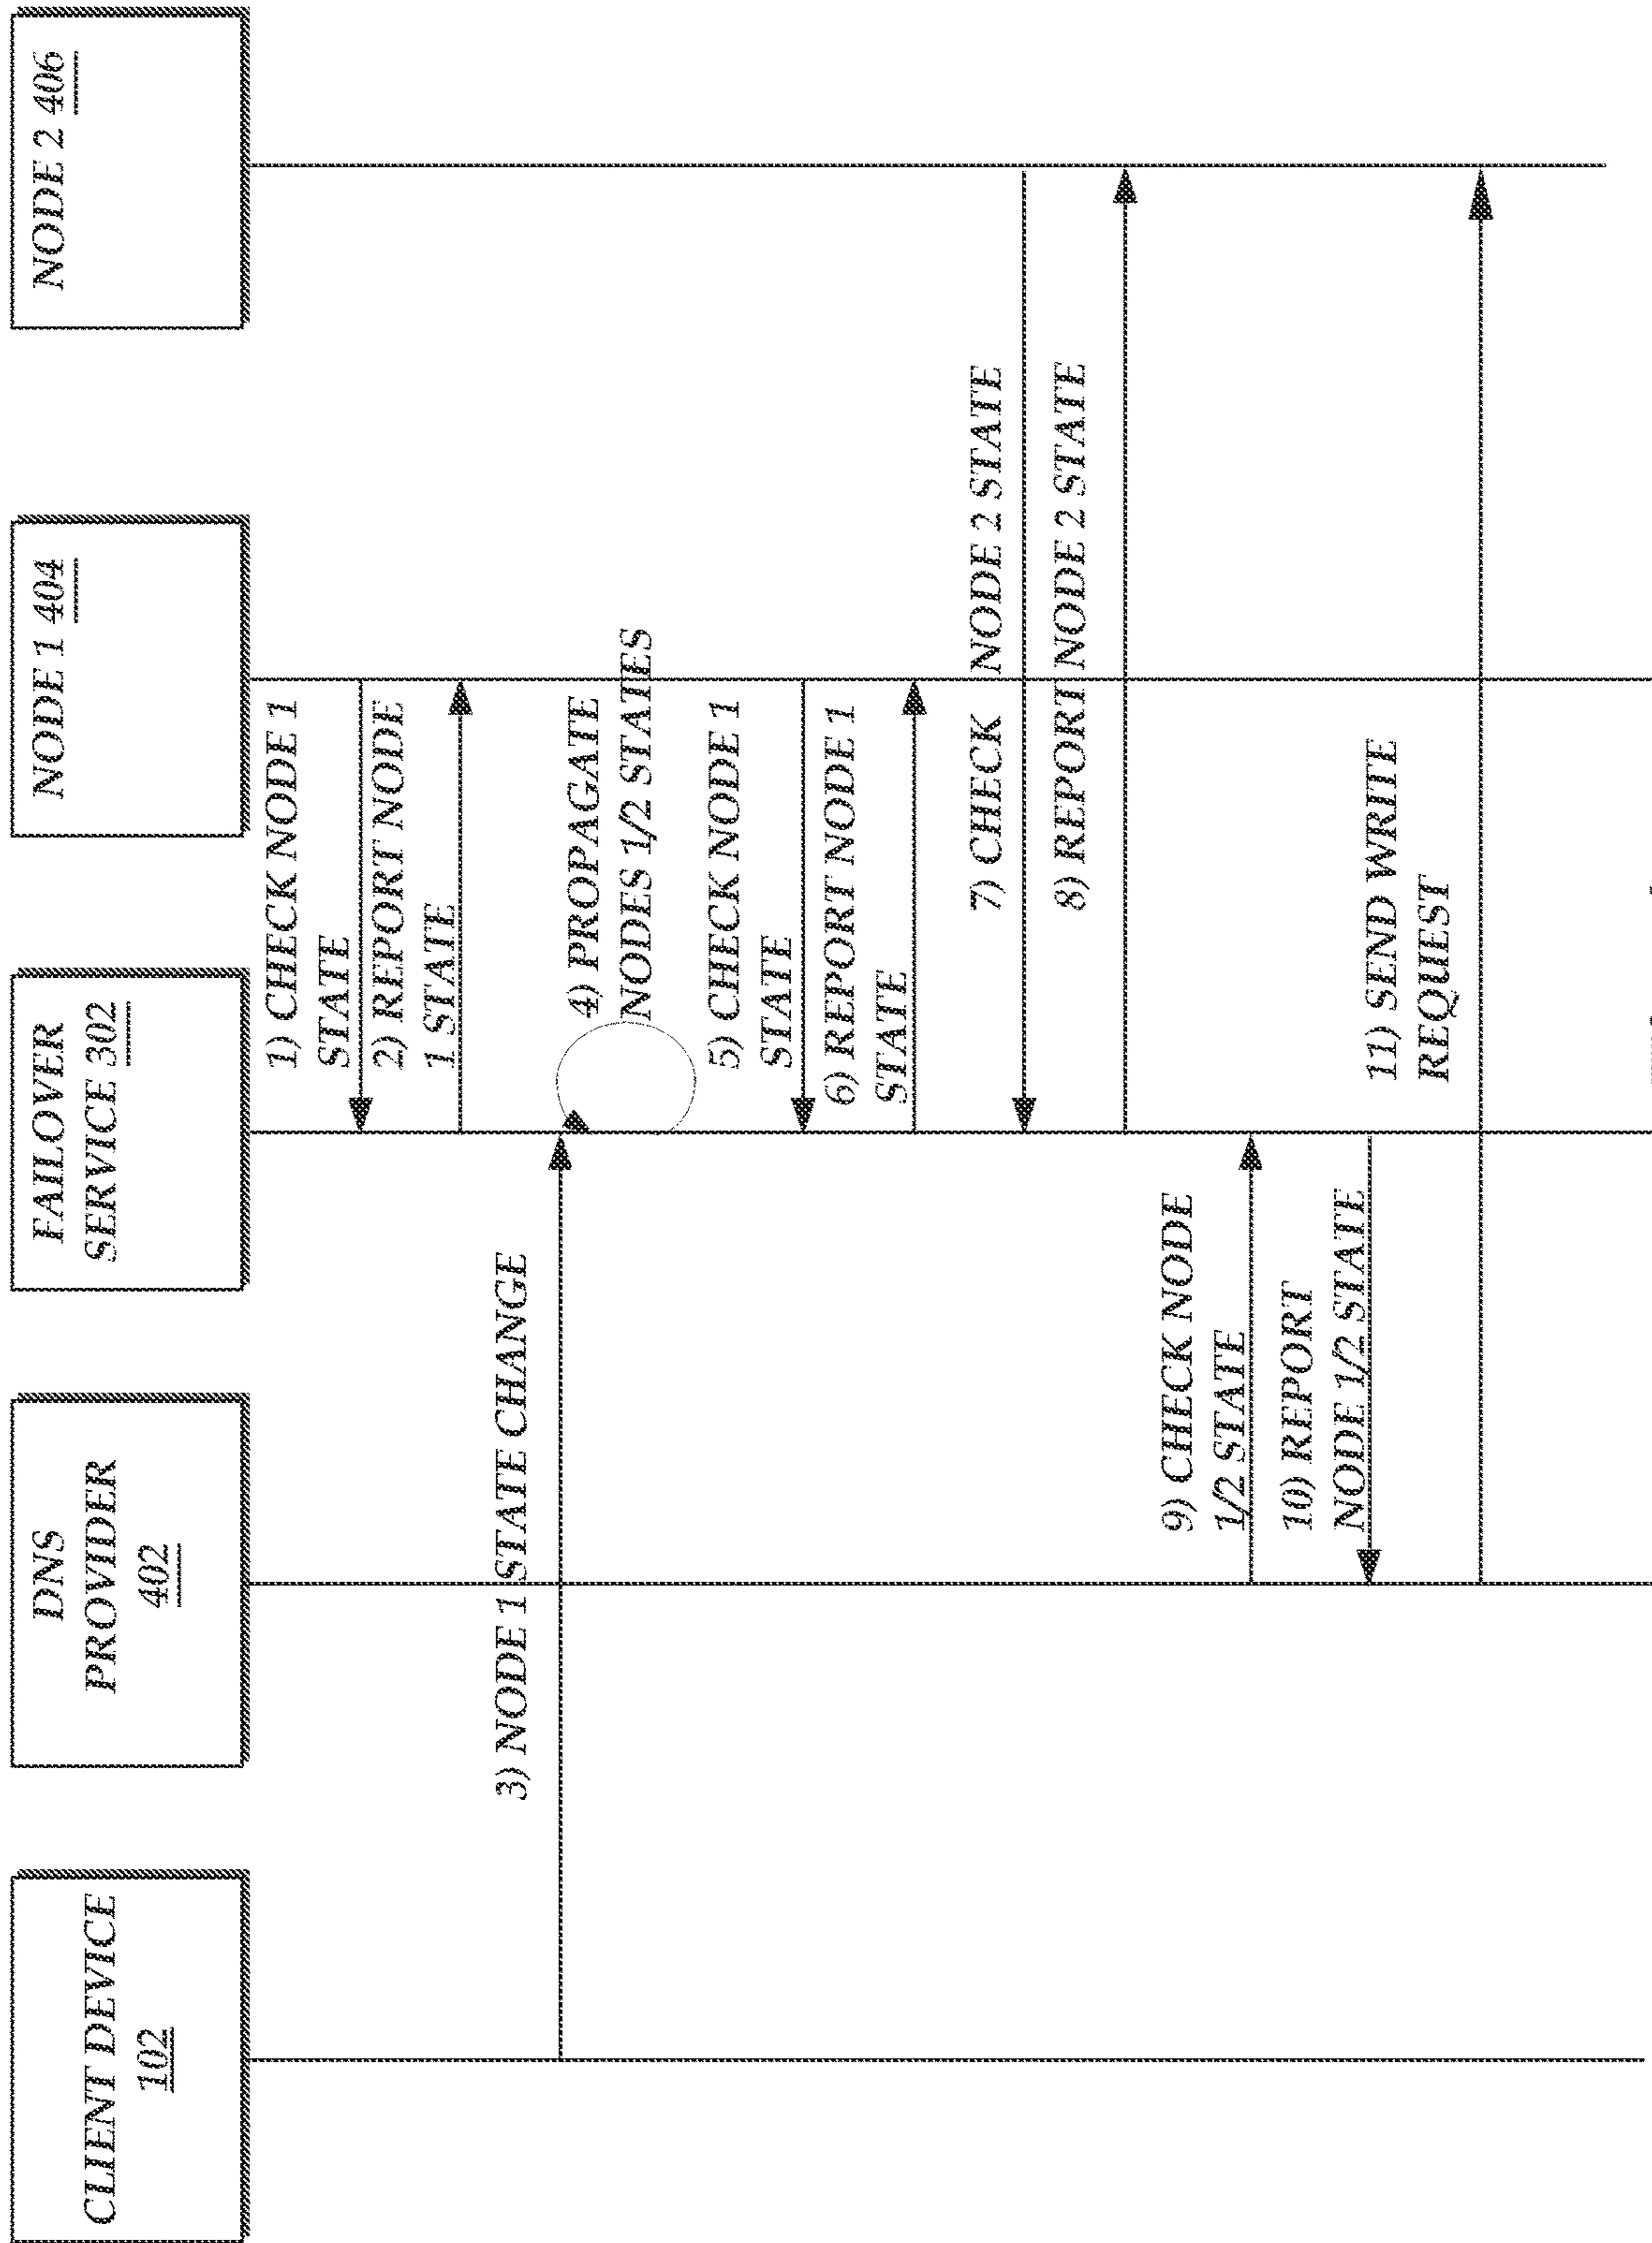 CLIENT DEVICE
102
DNS
PROVIDER
402
FAILOVER
SERVICE 302
NODE 1 404
NODE 2 406
1) CHECK NODE 1
STATE
2) REPORT NODE
1 STATE
3) NODE 1 STATE CHANGE
4) PROPAGATE
NODES 1/2 STATES
5) CHECK NODE 1
STATE
6) REPORT NODE 1
STATE
7) CHECK NODE 2 STATE
8) REPORT NODE 2 STATE
9) CHECK NODE
1/2 STATE
10) REPORT
NODE 1/2 STATE
11) SEND WRITE
REQUEST